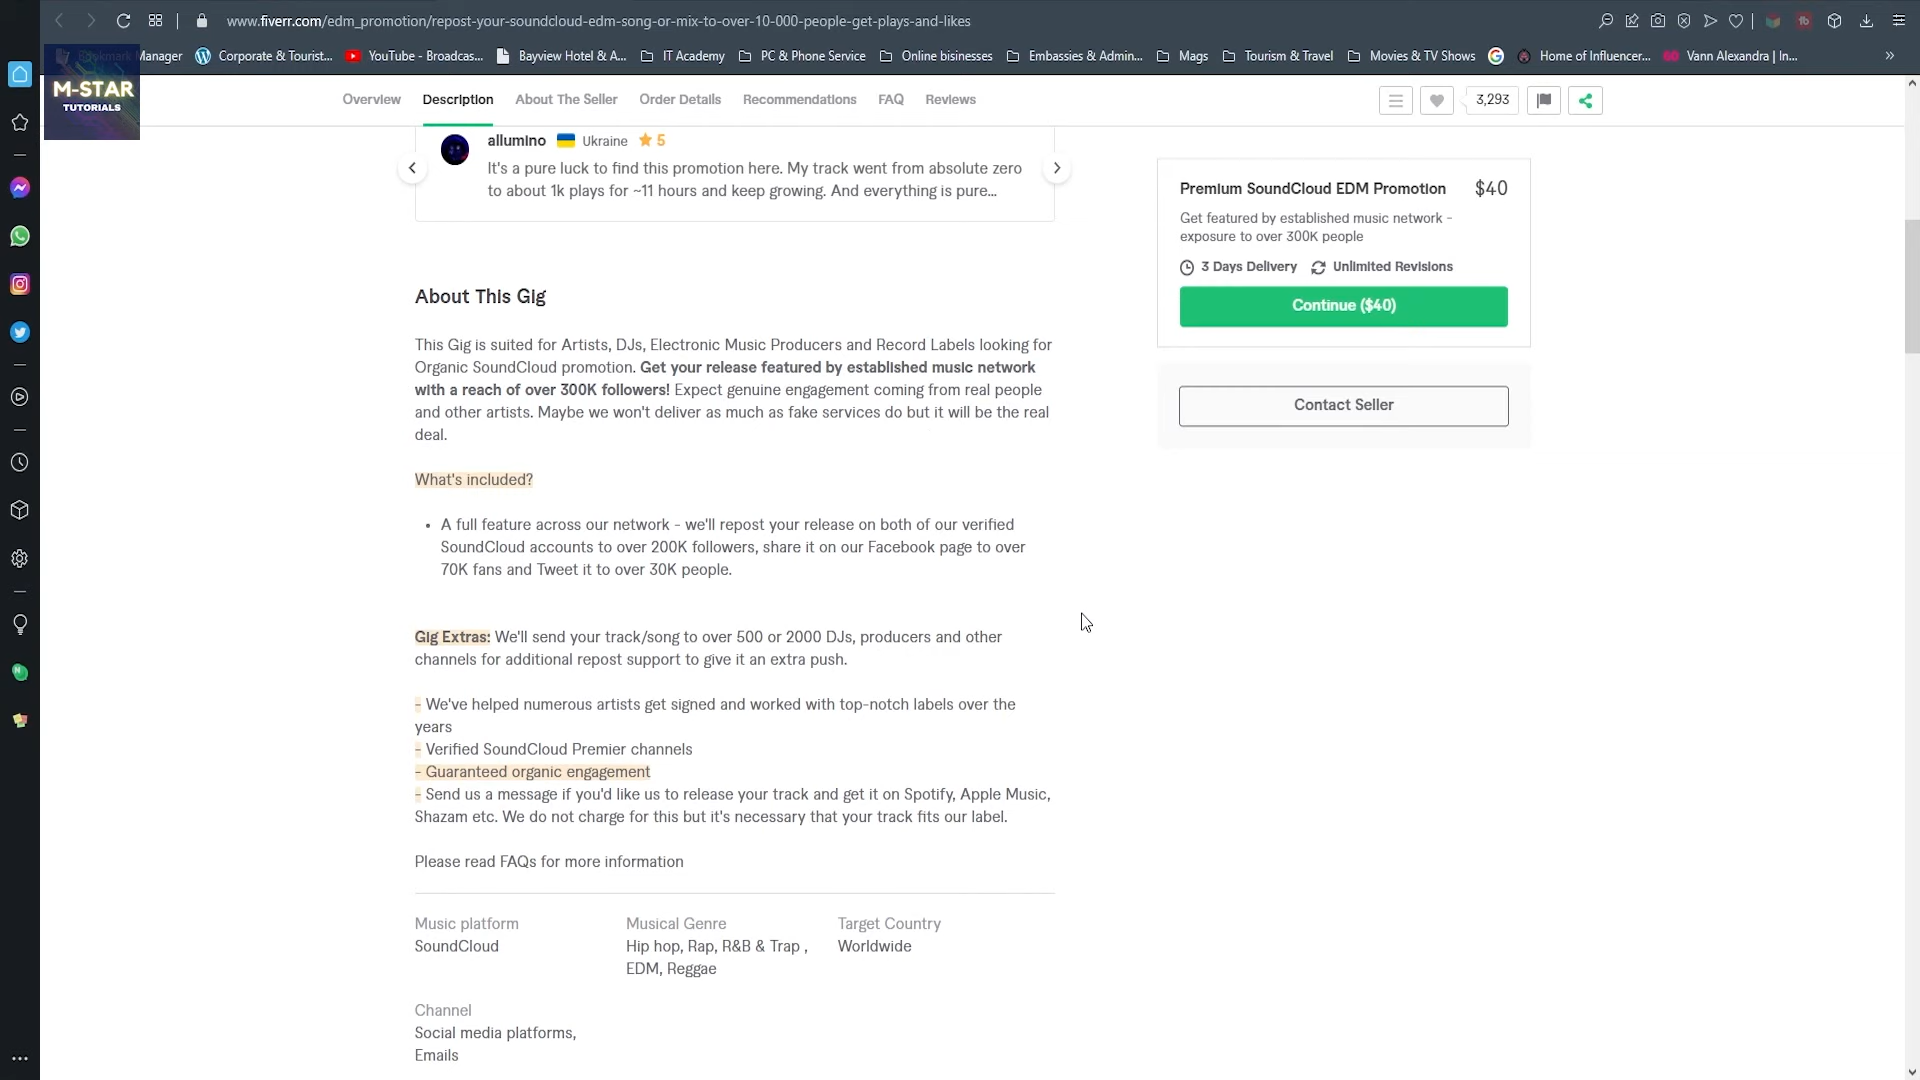 www.fiverr.com/edm_promotion/repost-your-soundcloud-edm-song-or-mix-to-over-10-000-people-get-plays-and-likes
Bookmark Manager
Corporate & Tourist...
YouTube - Broadcas...
Bayview Hotel & A...
IT Academy
PC & Phone Service
Online bisinesses
Embassies & Admin...
Mags
Tourism & Travel
Movies & TV Shows
Home of Influencer...
Vann Alexandra | In...
M-STAR
TUTORIALS
Overview
Description
About The Seller
Order Details
Recommendations
FAQ
Reviews
3,293
allumino Ukraine 5
It's a pure luck to find this promotion here. My track went from absolute zero
to about 1k plays for ~11 hours and keep growing. And everything is pure...
Premium SoundCloud EDM Promotion $40
Get featured by established music network -
exposure to over 300K people
3 Days Delivery Unlimited Revisions
Continue ($40)
Contact Seller
About This Gig
This Gig is suited for Artists, DJs, Electronic Music Producers and Record Labels looking for
Organic SoundCloud promotion. Get your release featured by established music network
with a reach of over 300K followers! Expect genuine engagement coming from real people
and other artists. Maybe we won't deliver as much as fake services do but it will be the real
deal.
What's included?
• A full feature across our network - we'll repost your release on both of our verified
SoundCloud accounts to over 200K followers, share it on our Facebook page to over
70K fans and Tweet it to over 30K people.
Gig Extras: We'll send your track/song to over 500 or 2000 DJs, producers and other
channels for additional repost support to give it an extra push.
- We've helped numerous artists get signed and worked with top-notch labels over the
years
- Verified SoundCloud Premier channels
- Guaranteed organic engagement
- Send us a message if you'd like us to release your track and get it on Spotify, Apple Music,
Shazam etc. We do not charge for this but it's necessary that your track fits our label.
Please read FAQs for more information
Music platform
SoundCloud
Musical Genre
Hip hop, Rap, R&B & Trap ,
EDM, Reggae
Target Country
Worldwide
Channel
Social media platforms,
Emails